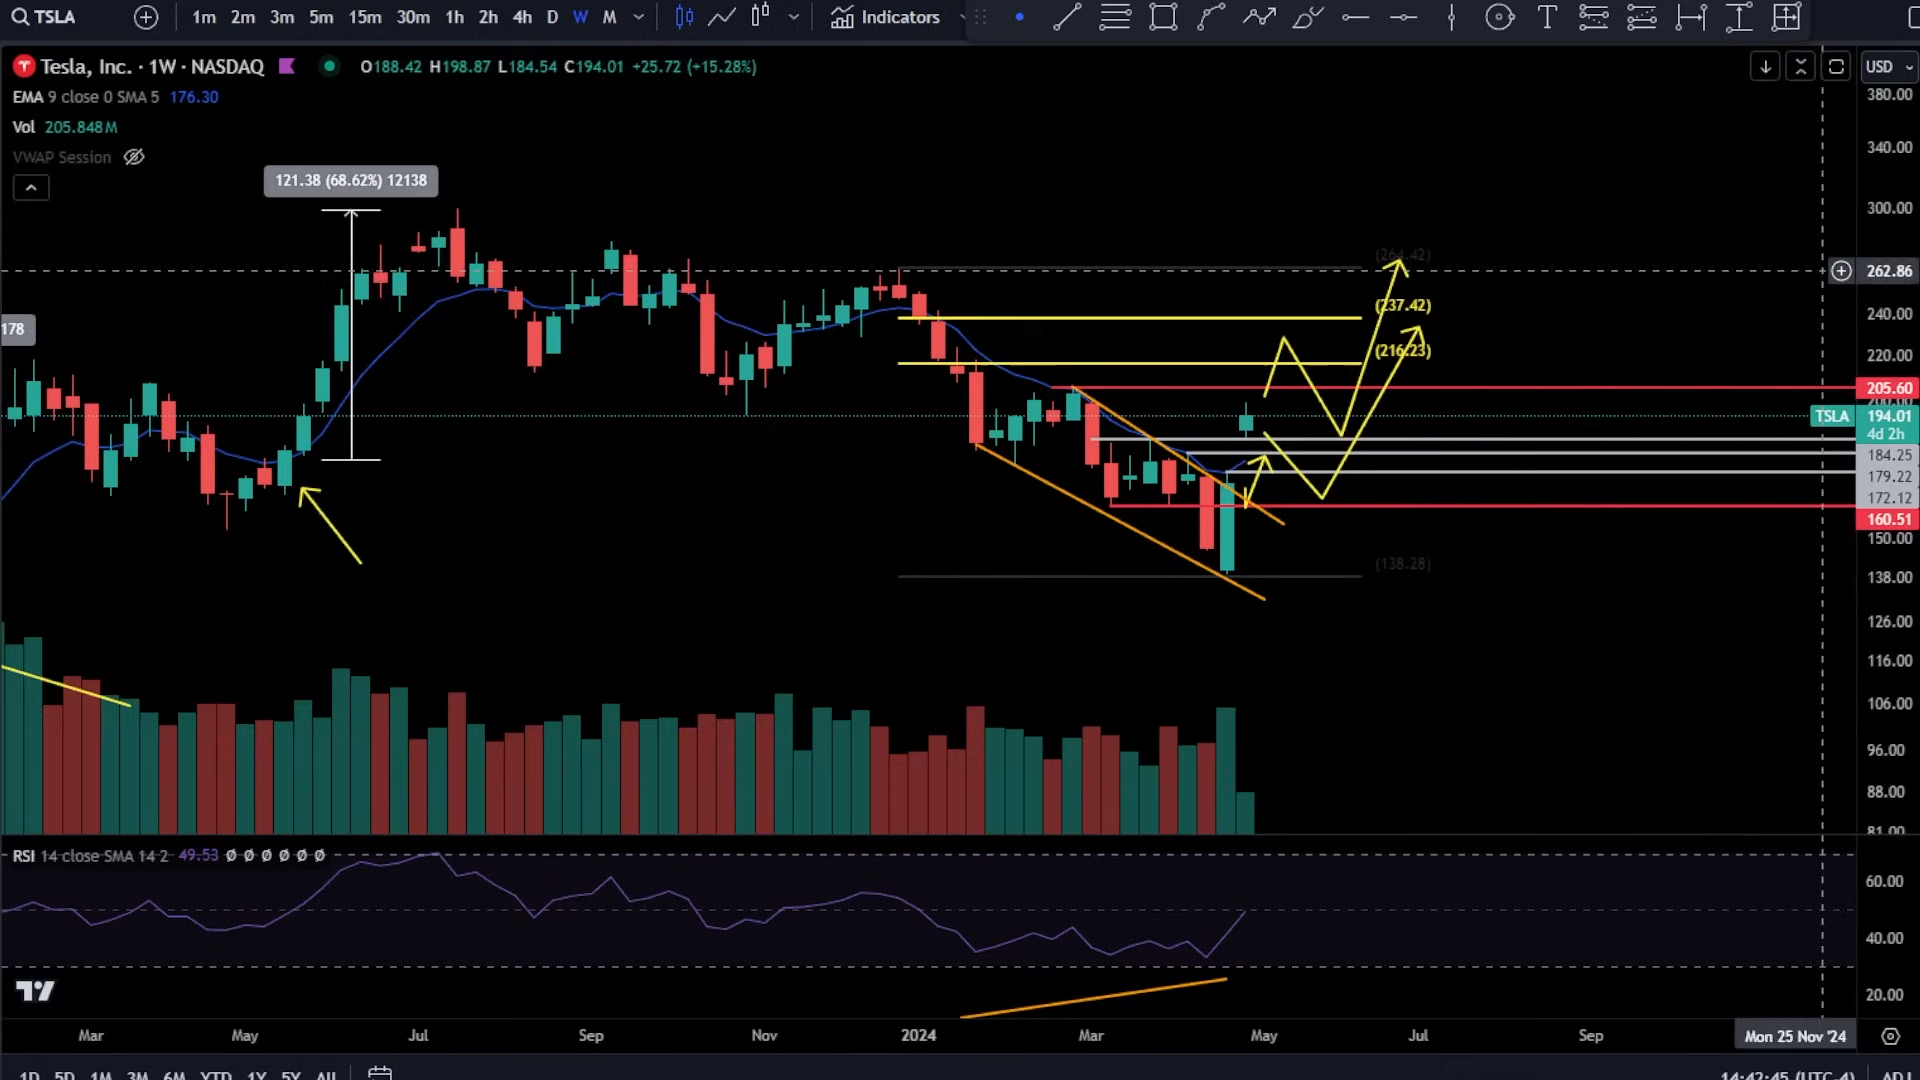 TSLA 1m 2m 3m 5m 15m 30m 1h 2h 4h D W M Indicators T
Tesla, Inc. · 1W · NASDAQ O188.42 H198.87 L184.54 C194.01 +25.72 (+15.28%) USD
EMA 9 close 0 SMA 5 176.30
Vol 205.848M
VWAP Session
380.00
340.00
121.38 (68.62%) 12138
300.00
(264.42)
262.86
(237.42)
240.00
178
(216.23)
220.00
205.60
200.00
TSLA 194.01
4d 2h
184.25
179.22
172.12
160.51
150.00
(138.28)
138.00
126.00
116.00
106.00
96.00
88.00
81.00
RSI 14 close SMA 14 2 49.53 Ø Ø Ø Ø Ø Ø
60.00
40.00
20.00
Mar May Jul Sep Nov 2024 Mar May Jul Sep Mon 25 Nov '24
1D 5D 1M 3M 6M YTD 1Y 5Y All 14:42:45 (UTC-4) ADJ